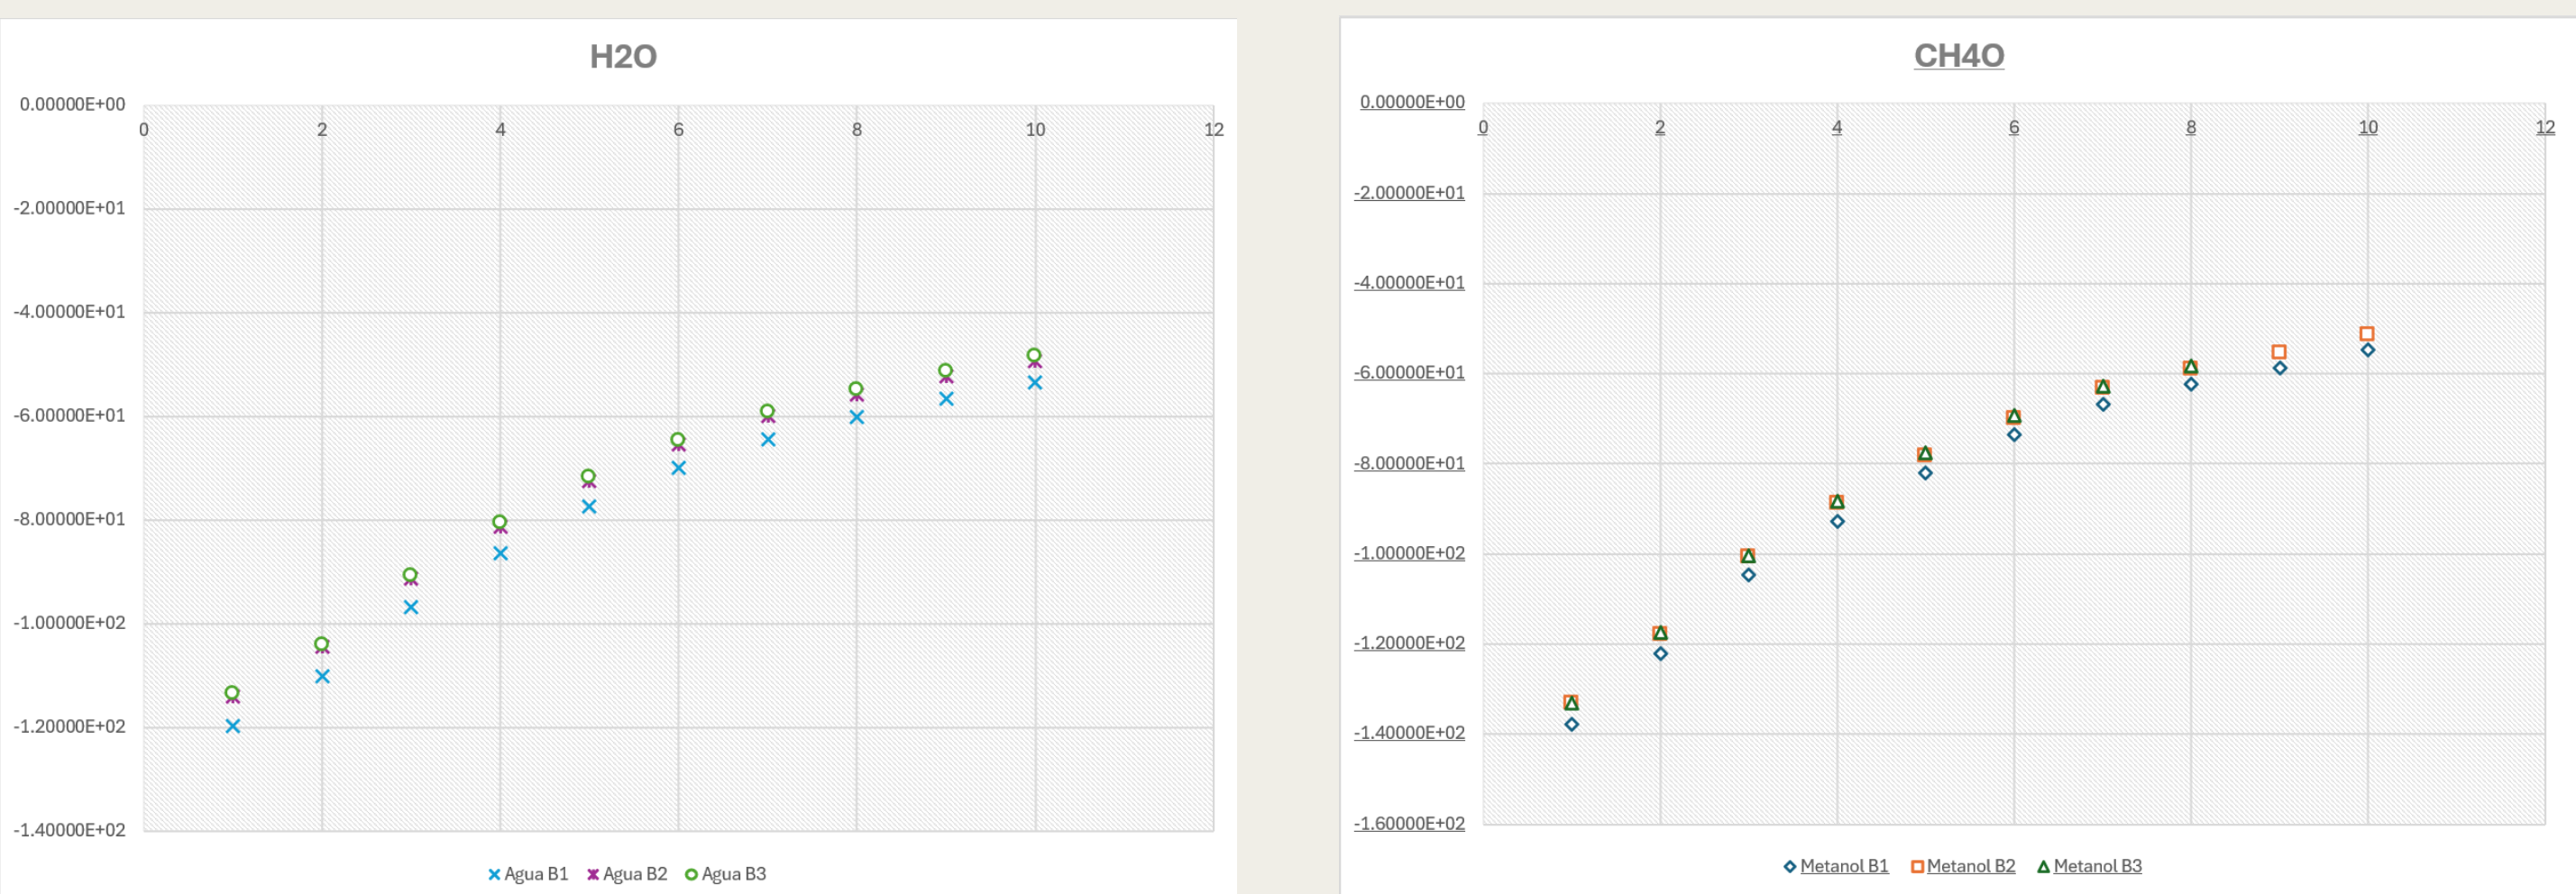 H2O
0.00000E+00
0 2 4 6 8 10 12
-2.00000E+01
-4.00000E+01
-6.00000E+01
-8.00000E+01
-1.00000E+02
-1.20000E+02
-1.40000E+02
Agua B1 Agua B2 Agua B3
CH4O
0.00000E+00
0 2 4 6 8 10 12
-2.00000E+01
-4.00000E+01
-6.00000E+01
-8.00000E+01
-1.00000E+02
-1.20000E+02
-1.40000E+02
-1.60000E+02
Metanol B1 Metanol B2 Metanol B3